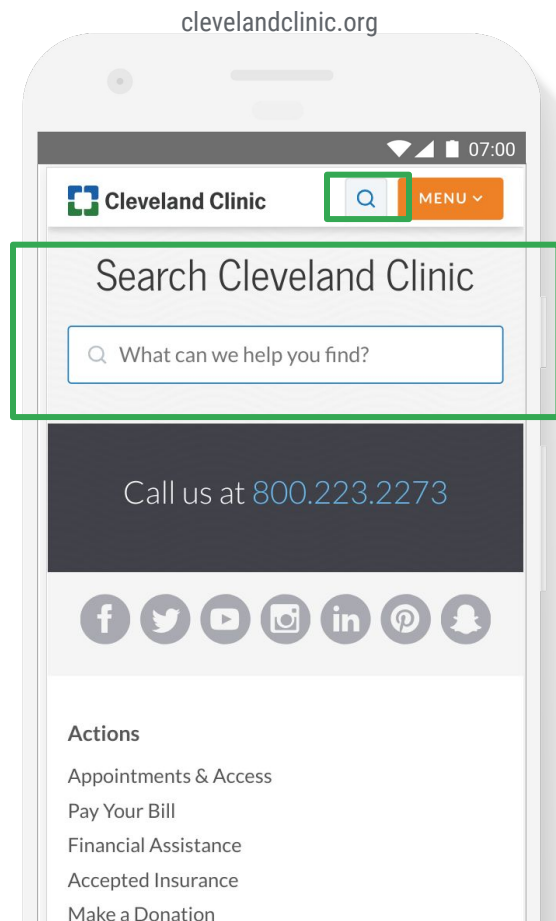 clevelandclinic.org
07:00
Cleveland Clinic
MENU
Search Cleveland Clinic
What can we help you find?
Call us at 800.223.2273
Actions
Appointments & Access
Pay Your Bill
Financial Assistance
Accepted Insurance
Make a Donation